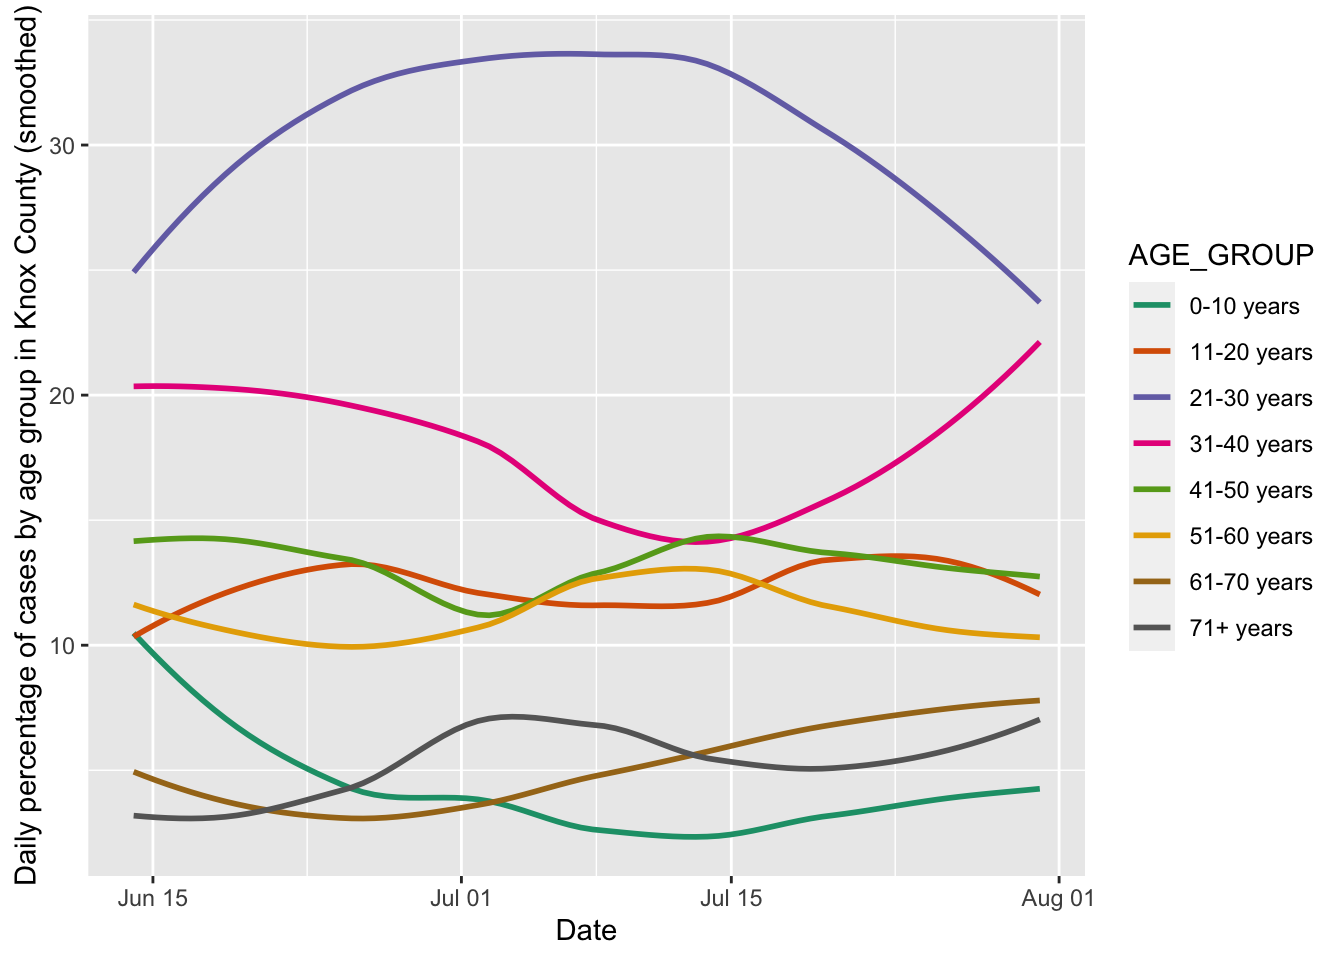 Daily percentage of cases by age group in Knox County (smoothed)
30
20
10
Jun 15
Jul 01
Jul 15
Aug 01
Date
AGE_GROUP
0-10 years
11-20 years
21-30 years
31-40 years
41-50 years
51-60 years
61-70 years
71+ years